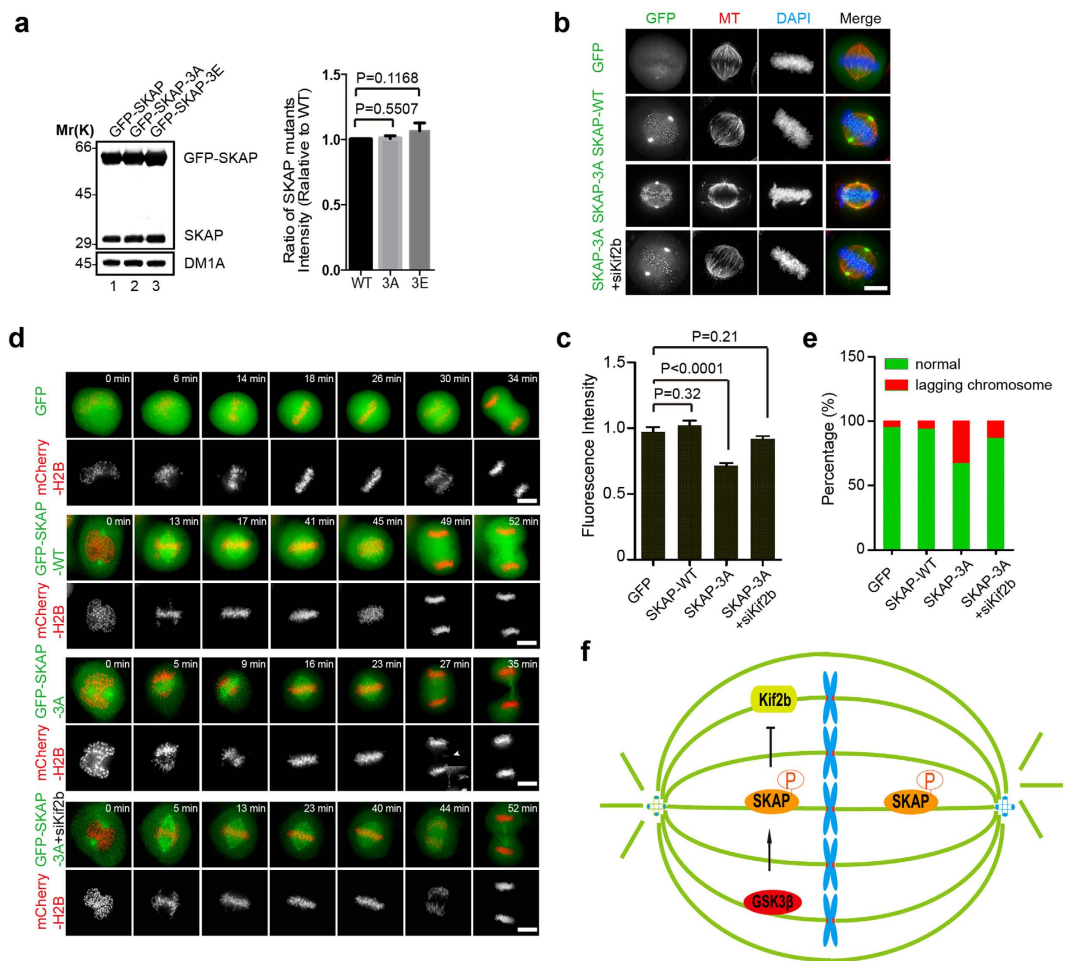 a
GFP-SKAP
GFP-SKAP-3A
GFP-SKAP-3E
Mr(K)
66
GFP-SKAP
45
SKAP
29
45
DM1A
1 2 3
Ratio of SKAP mutants
Intensity (Ralative to WT)
1.5
1.0
0.5
0.0
P=0.1168
P=0.5507
WT 3A 3E
b
GFP MT DAPI Merge
GFP
SKAP-WT
SKAP-3A
SKAP-3A
+siKif2b
d
GFP
0 min 6 min 14 min 18 min 26 min 30 min 34 min
mCherry
-H2B
GFP-SKAP
-WT
0 min 13 min 17 min 41 min 45 min 49 min 52 min
mCherry
-H2B
GFP-SKAP
-3A
0 min 5 min 9 min 16 min 23 min 27 min 35 min
mCherry
-H2B
GFP-SKAP
-3A+siKif2b
0 min 5 min 13 min 23 min 40 min 44 min 52 min
mCherry
-H2B
c
Fluorescence Intensity
1.5
1.0
0.5
0
P=0.21
P<0.0001
P=0.32
GFP
SKAP-WT
SKAP-3A
SKAP-3A
+siKif2b
e
Percentage (%)
150
100
50
0
normal
lagging chromosome
GFP
SKAP-WT
SKAP-3A
SKAP-3A
+siKif2b
f
Kif2b
P
SKAP
P
SKAP
GSK3β